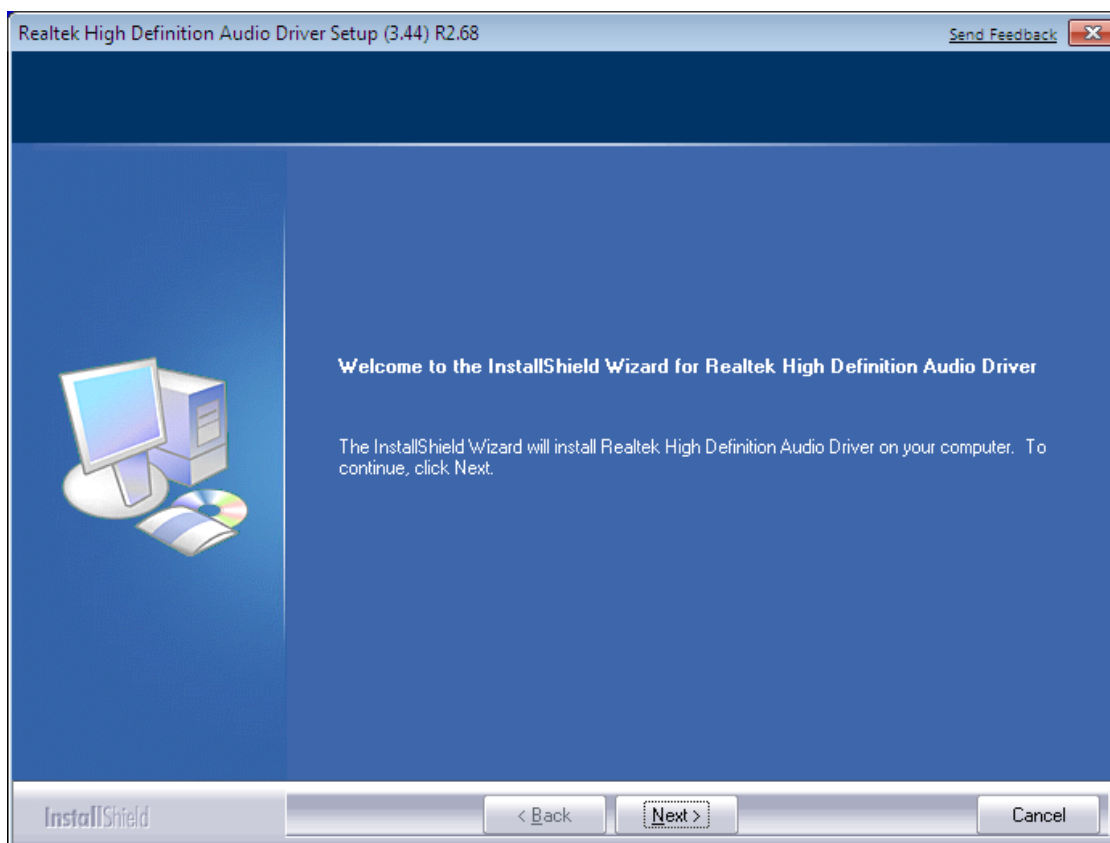 Realtek High Definition Audio Driver Setup (3.44) R2.68
Send Feedback
Welcome to the InstallShield Wizard for Realtek High Definition Audio Driver
The InstallShield Wizard will install Realtek High Definition Audio Driver on your computer.  To
continue, click Next.
InstallShield
< Back
Next >
Cancel